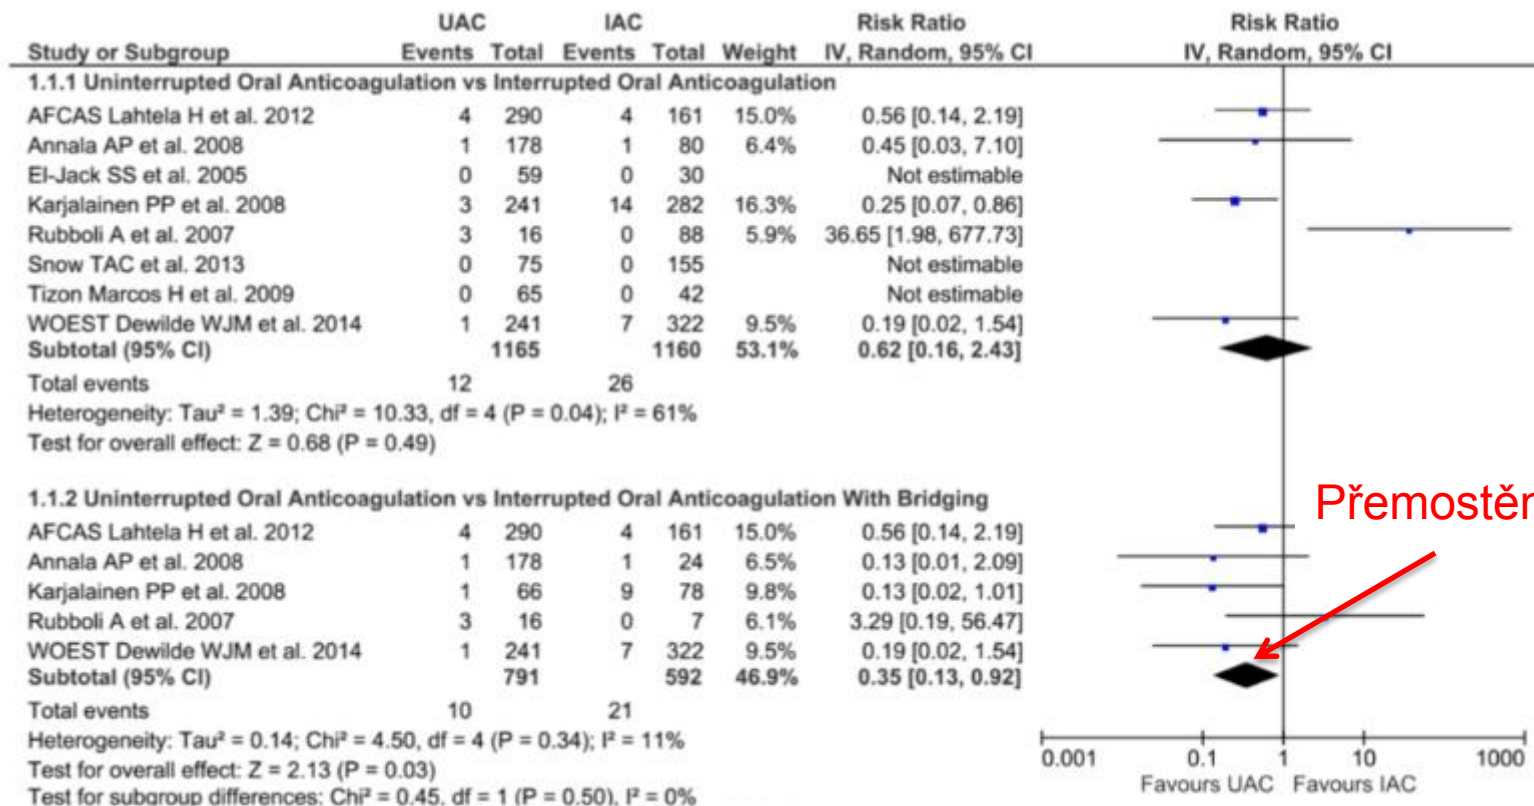 UAC IAC Risk Ratio Risk Ratio
Study or Subgroup Events Total Events Total Weight IV, Random, 95% CI IV, Random, 95% CI
1.1.1 Uninterrupted Oral Anticoagulation vs Interrupted Oral Anticoagulation
AFCAS Lahtela H et al. 2012 4 290 4 161 15.0% 0.56 [0.14, 2.19]
Annala AP et al. 2008 1 178 1 80 6.4% 0.45 [0.03, 7.10]
El-Jack SS et al. 2005 0 59 0 30 Not estimable
Karjalainen PP et al. 2008 3 241 14 282 16.3% 0.25 [0.07, 0.86]
Rubboli A et al. 2007 3 16 0 88 5.9% 36.65 [1.98, 677.73]
Snow TAC et al. 2013 0 75 0 155 Not estimable
Tizon Marcos H et al. 2009 0 65 0 42 Not estimable
WOEST Dewilde WJM et al. 2014 1 241 7 322 9.5% 0.19 [0.02, 1.54]
Subtotal (95% CI) 1165 1160 53.1% 0.62 [0.16, 2.43]
Total events 12 26
Heterogeneity: Tau² = 1.39; Chi² = 10.33, df = 4 (P = 0.04); I² = 61%
Test for overall effect: Z = 0.68 (P = 0.49)
1.1.2 Uninterrupted Oral Anticoagulation vs Interrupted Oral Anticoagulation With Bridging
Přemostěn
AFCAS Lahtela H et al. 2012 4 290 4 161 15.0% 0.56 [0.14, 2.19]
Annala AP et al. 2008 1 178 1 24 6.5% 0.13 [0.01, 2.09]
Karjalainen PP et al. 2008 1 66 9 78 9.8% 0.13 [0.02, 1.01]
Rubboli A et al. 2007 3 16 0 7 6.1% 3.29 [0.19, 56.47]
WOEST Dewilde WJM et al. 2014 1 241 7 322 9.5% 0.19 [0.02, 1.54]
Subtotal (95% CI) 791 592 46.9% 0.35 [0.13, 0.92]
Total events 10 21
Heterogeneity: Tau² = 0.14; Chi² = 4.50, df = 4 (P = 0.34); I² = 11%
Test for overall effect: Z = 2.13 (P = 0.03)
Test for subgroup differences: Chi² = 0.45, df = 1 (P = 0.50), I² = 0%
0.001 0.1 1 10 1000
Favours UAC Favours IAC